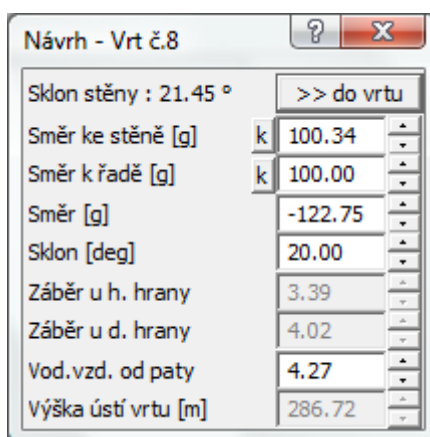 Návrh - Vrt č.8
Sklon stěny : 21.45 ° >> do vrtu
Směr ke stěně [g] k 100.34
Směr k řadě [g] k 100.00
Směr [g] -122.75
Sklon [deg] 20.00
Záběr u h. hrany 3.39
Záběr u d. hrany 4.02
Vod.vzd. od paty 4.27
Výška ústí vrtu [m] 286.72